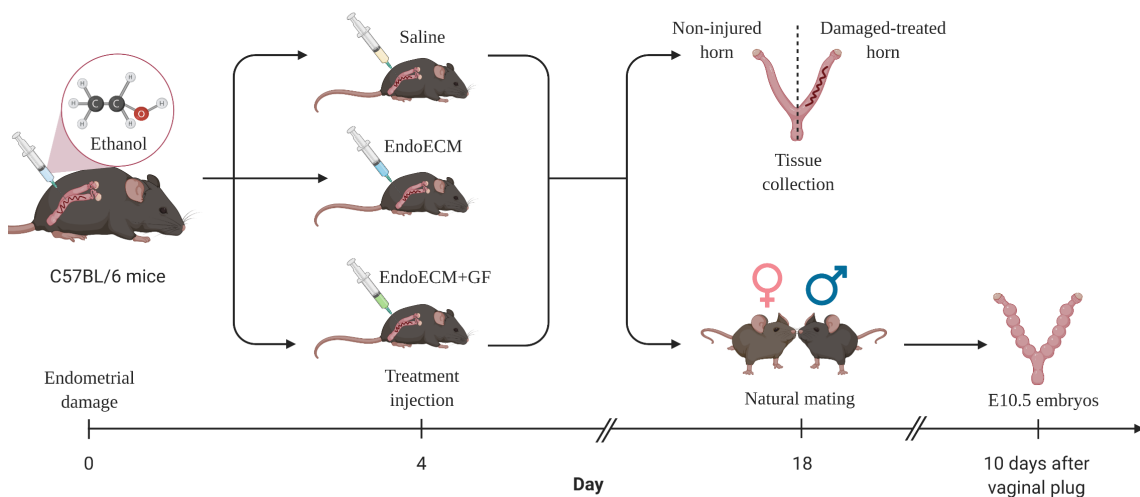 H
H
H
H
H
H
C
C
O
Ethanol
C57BL/6 mice
Saline
EndoECM
EndoECM+GF
Non-injured
horn
Damaged-treated
horn
Tissue
collection
Endometrial
damage
Treatment
injection
Natural mating
E10.5 embryos
0
4
18
10 days after
vaginal plug
Day